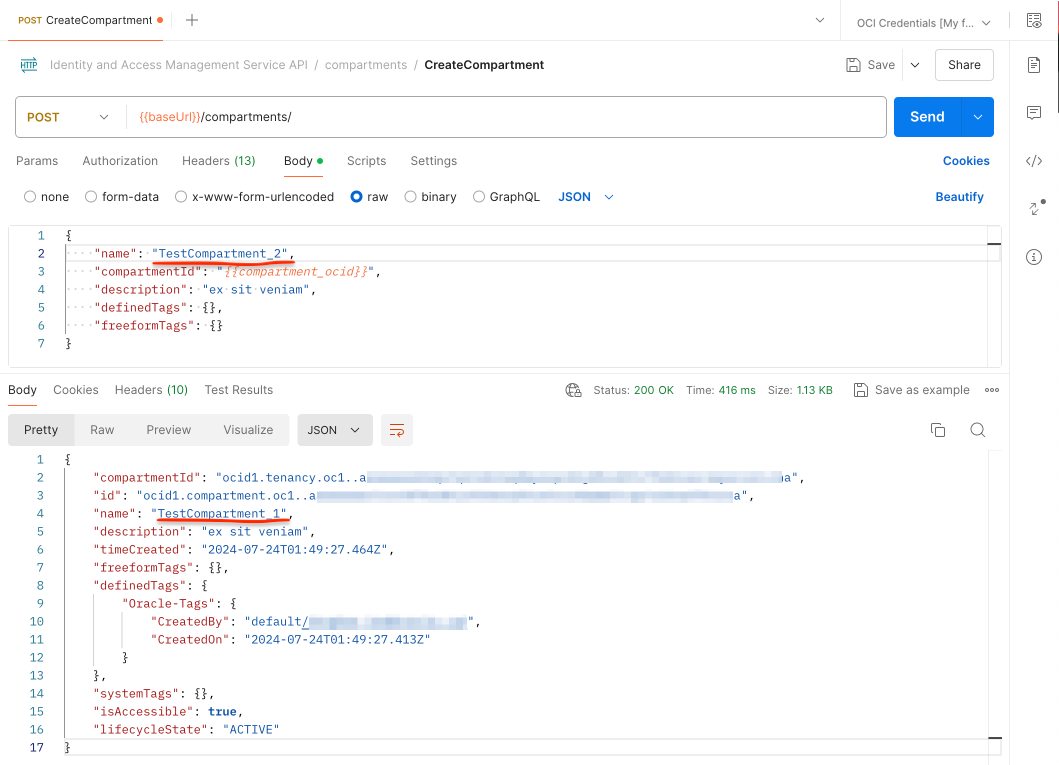 POST CreateCompartment
OCI Credentials [My f...
HTTP Identity and Access Management Service API / compartments / CreateCompartment
Save
Share
POST {{baseUrl}}/compartments/
Send
Params Authorization Headers (13) Body Scripts Settings
Cookies
none form-data x-www-form-urlencoded raw binary GraphQL JSON
Beautify
1 {
2 ····"name":·"TestCompartment_2",
3 ····"compartmentId":·"{{compartment_ocid}}",
4 ····"description":·"ex·sit·veniam",
5 ····"definedTags":·{},
6 ····"freeformTags":·{}
7 }
Body Cookies Headers (10) Test Results
Status: 200 OK Time: 416 ms Size: 1.13 KB Save as example
Pretty Raw Preview Visualize JSON
1 {
2 "compartmentId": "ocid1.tenancy.oc1..a a",
3 "id": "ocid1.compartment.oc1..a a",
4 "name": "TestCompartment_1",
5 "description": "ex sit veniam",
6 "timeCreated": "2024-07-24T01:49:27.464Z",
7 "freeformTags": {},
8 "definedTags": {
9 "Oracle-Tags": {
10 "CreatedBy": "default/ ",
11 "CreatedOn": "2024-07-24T01:49:27.413Z"
12 }
13 },
14 "systemTags": {},
15 "isAccessible": true,
16 "lifecycleState": "ACTIVE"
17 }